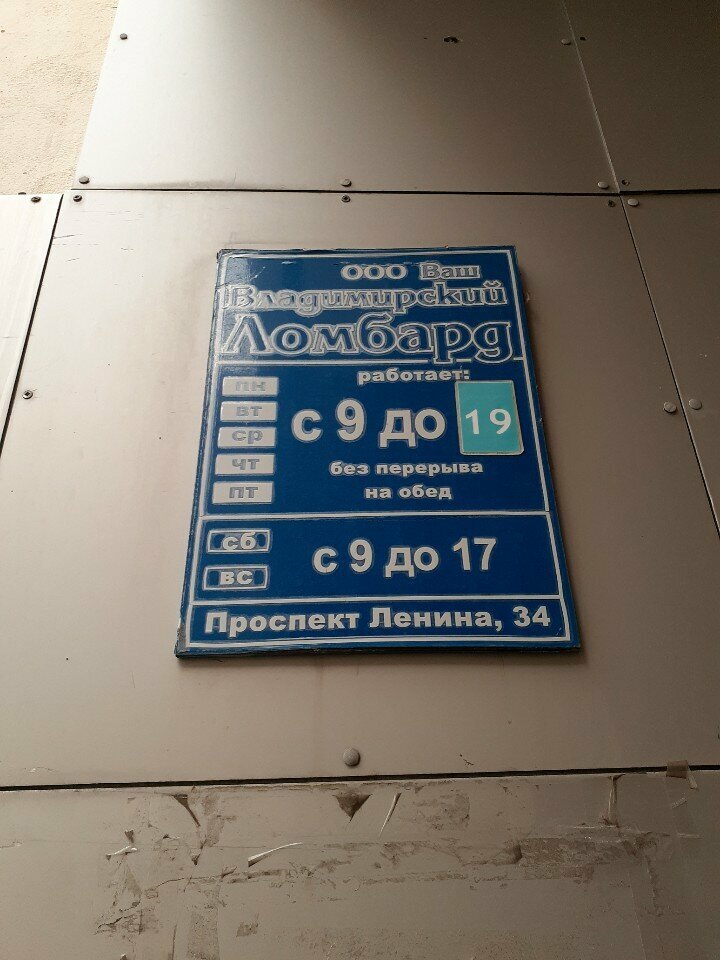 ООО Ваш
Владимирский
Ломбард
работает:
пн
вт
ср
чт
пт
с 9 до 19
без перерыва
на обед
сб
вс
с 9 до 17
Проспект Ленина, 34